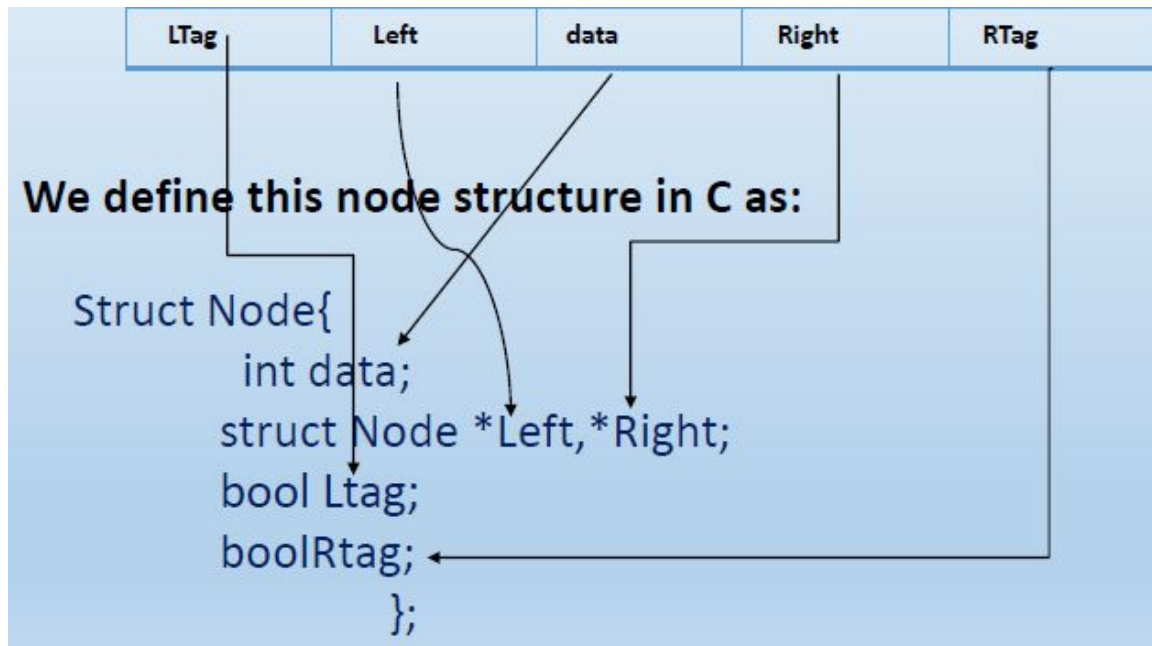 LTag Left data Right RTag
We define this node structure in C as:
Struct Node{
int data;
struct Node *Left,*Right;
bool Ltag;
boolRtag;
};